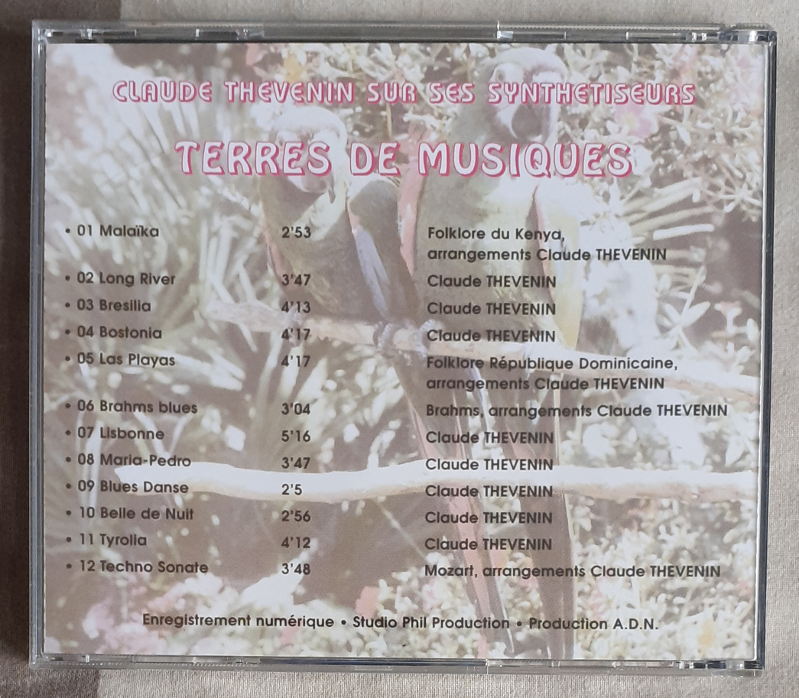 CLAUDE THEVENIN SUR SES SYNTHETISEURS
TERRES DE MUSIQUES
• 01 Malaïka 2'53 Folklore du Kenya,
arrangements Claude THEVENIN
• 02 Long River 3'47 Claude THEVENIN
• 03 Bresilia 4'13 Claude THEVENIN
• 04 Bostonia 4'17 Claude THEVENIN
• 05 Las Playas 4'17 Folklore République Dominicaine,
arrangements Claude THEVENIN
• 06 Brahms blues 3'04 Brahms, arrangements Claude THEVENIN
• 07 Lisbonne 5'16 Claude THEVENIN
• 08 Maria-Pedro 3'47 Claude THEVENIN
• 09 Blues Danse 2'5 Claude THEVENIN
• 10 Belle de Nuit 2'56 Claude THEVENIN
• 11 Tyrolia 4'12 Claude THEVENIN
• 12 Techno Sonate 3'48 Mozart, arrangements Claude THEVENIN
Enregistrement numérique • Studio Phil Production • Production A.D.N.